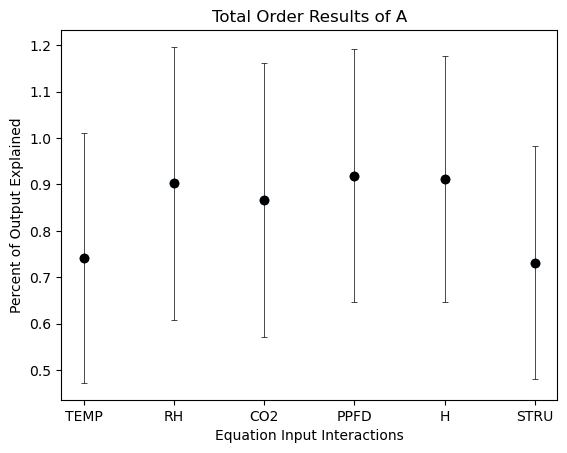 Total Order Results of A
Percent of Output Explained
1.2
1.1
1.0
0.9
0.8
0.7
0.6
0.5
TEMP RH CO2 PPFD H STRU
Equation Input Interactions